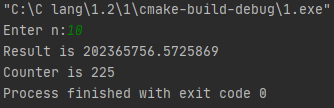 "C:\C lang\1.2\1\cmake-build-debug\1.exe"
Enter n:10
Result is 202365756.5725869
Counter is 225
Process finished with exit code 0